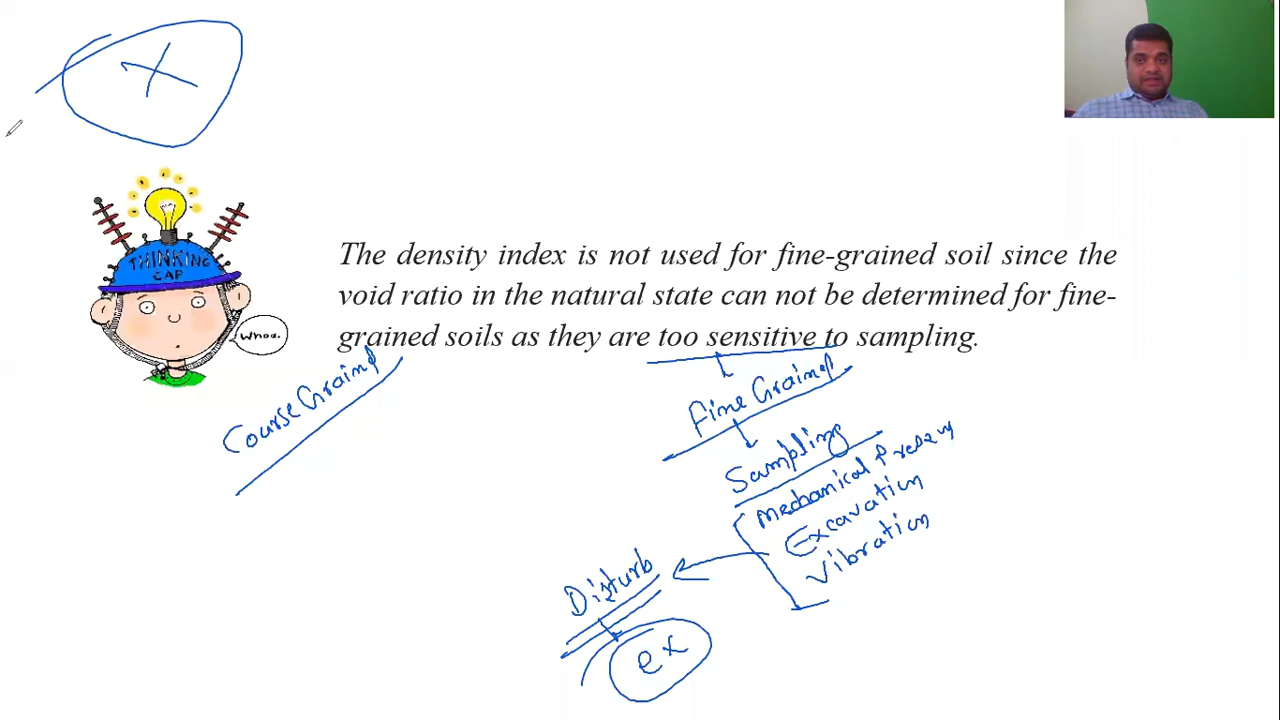 THINKING
CAP
Whoa.
The density index is not used for fine-grained soil since the
void ratio in the natural state can not be determined for fine-
grained soils as they are too sensitive to sampling.
Course Grained
Fine Grained
Sampling
Mechanical
Excavation
Vibration
Disturb
ex